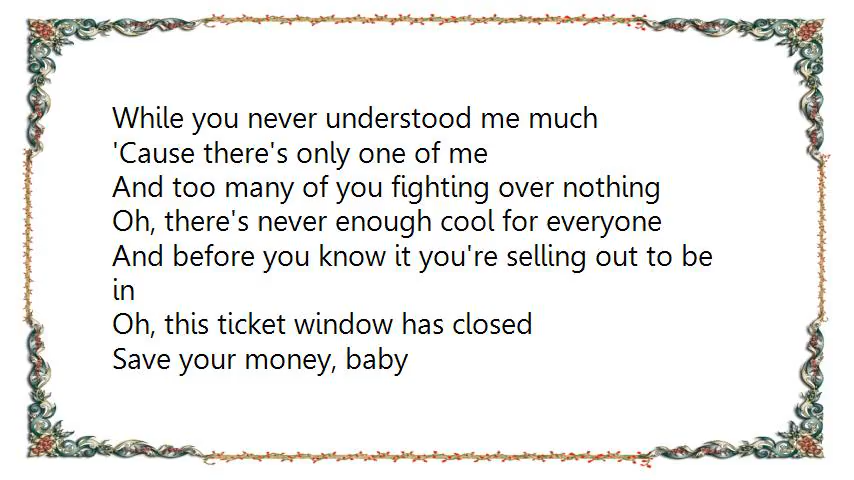 While you never understood me much
'Cause there's only one of me
And too many of you fighting over nothing
Oh, there's never enough cool for everyone
And before you know it you're selling out to be
in
Oh, this ticket window has closed
Save your money, baby